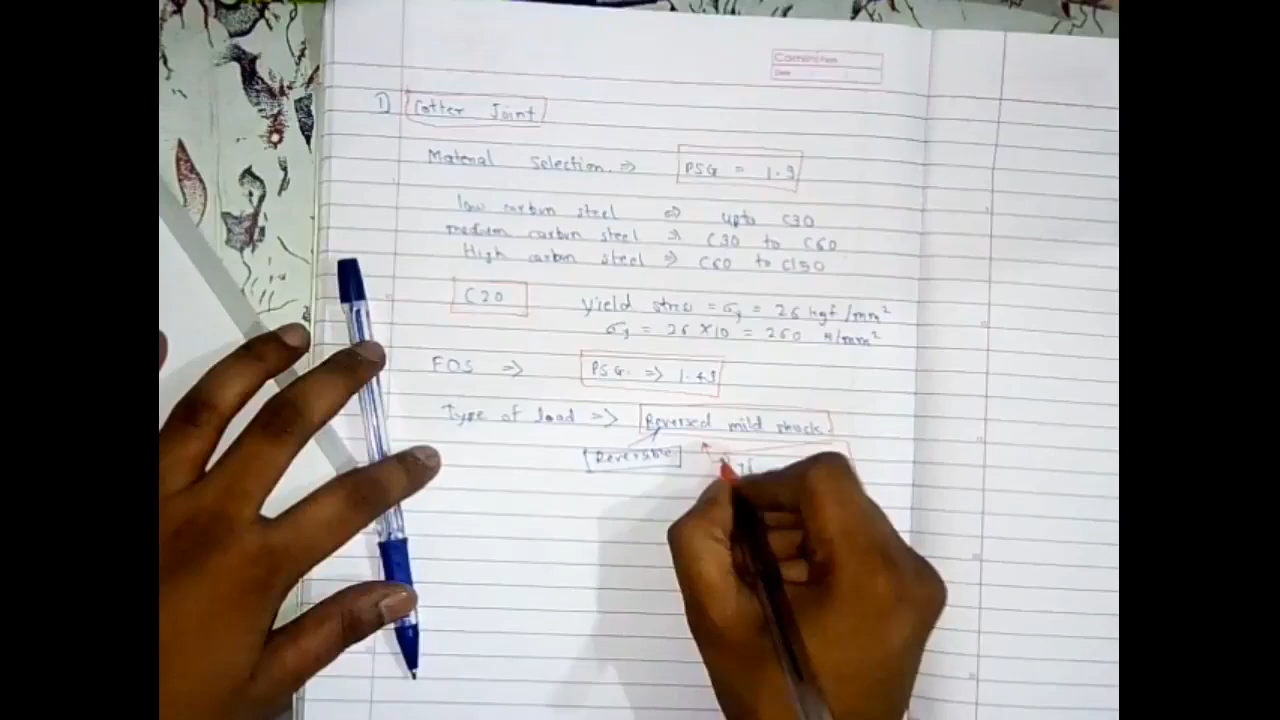 Date
1) Cotter Joint
Material selection. => PSG = 1.9
low carbon steel => upto C30
medium carbon steel => C30 to C60
High carbon steel => C60 to C150
C20 yield stress = σy = 26 kgf/mm²
σy = 26 × 10 = 260 N/mm²
FOS => PSG. => 1.43
Type of load => Reversed mild shock.
Reversible